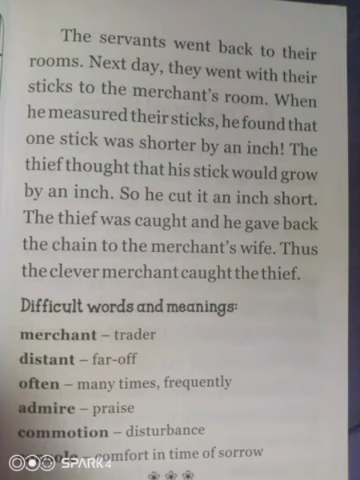 The servants went back to their
rooms. Next day, they went with their
sticks to the merchant's room. When
he measured their sticks, he found that
one stick was shorter by an inch! The
thief thought that his stick would grow
by an inch. So he cut it an inch short.
The thief was caught and he gave back
the chain to the merchant's wife. Thus
the clever merchant caught the thief.
Difficult words and meanings:
merchant – trader
distant – far-off
often – many times, frequently
admire – praise
commotion – disturbance
– comfort in time of sorrow
SPARK 4